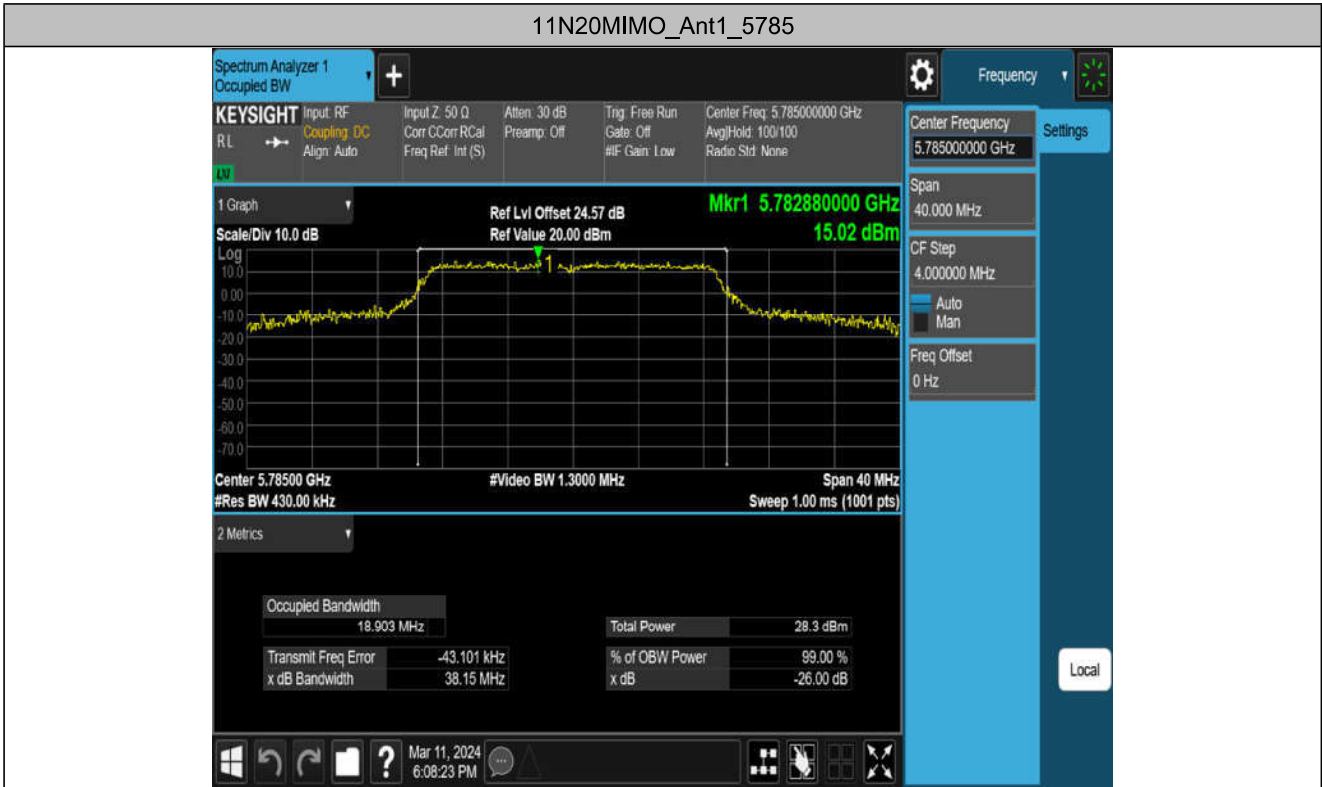 11N20MIMO_Ant1_5785
Spectrum Analyzer 1
Occupied BW
+
Frequency
KEYSIGHT
RL
LXI
Input: RF
Coupling: DC
Align: Auto
Input Z: 50 Ω
Corr CCorr RCal
Freq Ref: Int (S)
Atten: 30 dB
Preamp: Off
Trig: Free Run
Gate: Off
#IF Gain: Low
Center Freq: 5.785000000 GHz
Avg|Hold: 100/100
Radio Std: None
Center Frequency
5.785000000 GHz
Settings
Span
40.000 MHz
CF Step
4.000000 MHz
Auto
Man
Freq Offset
0 Hz
Local
1 Graph
Scale/Div 10.0 dB
Ref Lvl Offset 24.57 dB
Ref Value 20.00 dBm
Mkr1 5.782880000 GHz
15.02 dBm
Log
10.0
0.00
-10.0
-20.0
-30.0
-40.0
-50.0
-60.0
-70.0
1
Center 5.78500 GHz
#Res BW 430.00 kHz
#Video BW 1.3000 MHz
Span 40 MHz
Sweep 1.00 ms (1001 pts)
2 Metrics
Occupied Bandwidth
18.903 MHz
Total Power 28.3 dBm
Transmit Freq Error -43.101 kHz
% of OBW Power 99.00 %
x dB Bandwidth 38.15 MHz
x dB -26.00 dB
?
Mar 11, 2024
6:08:23 PM